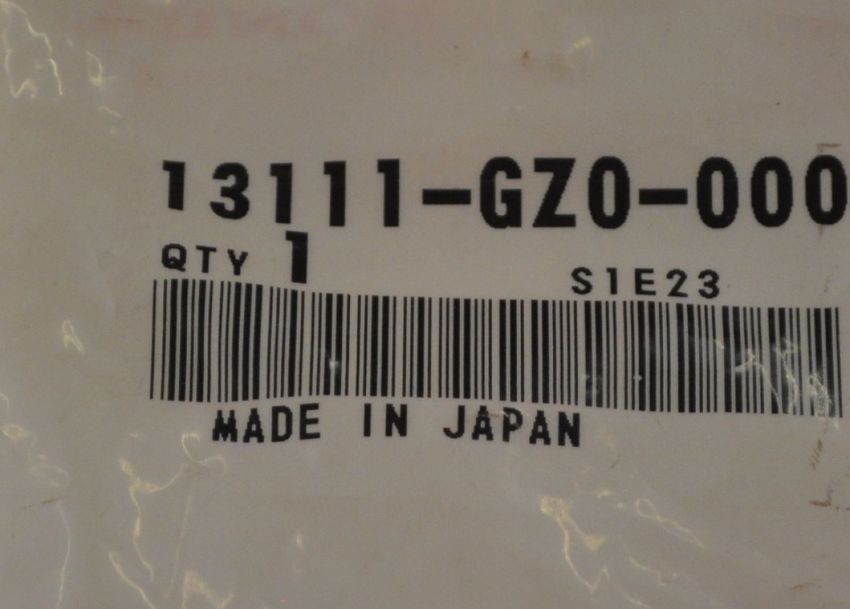 13111-GZ0-000
QTY 1
S1E23
MADE IN JAPAN